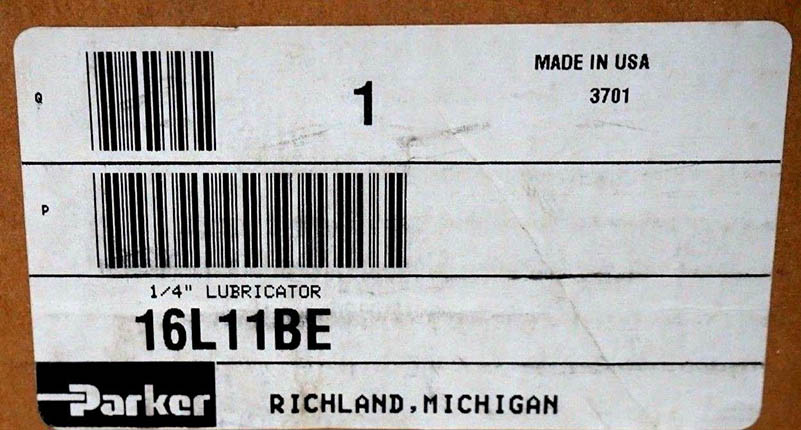 Q
1
MADE IN USA
3701
P
1/4" LUBRICATOR
16L11BE
Parker
RICHLAND,MICHIGAN